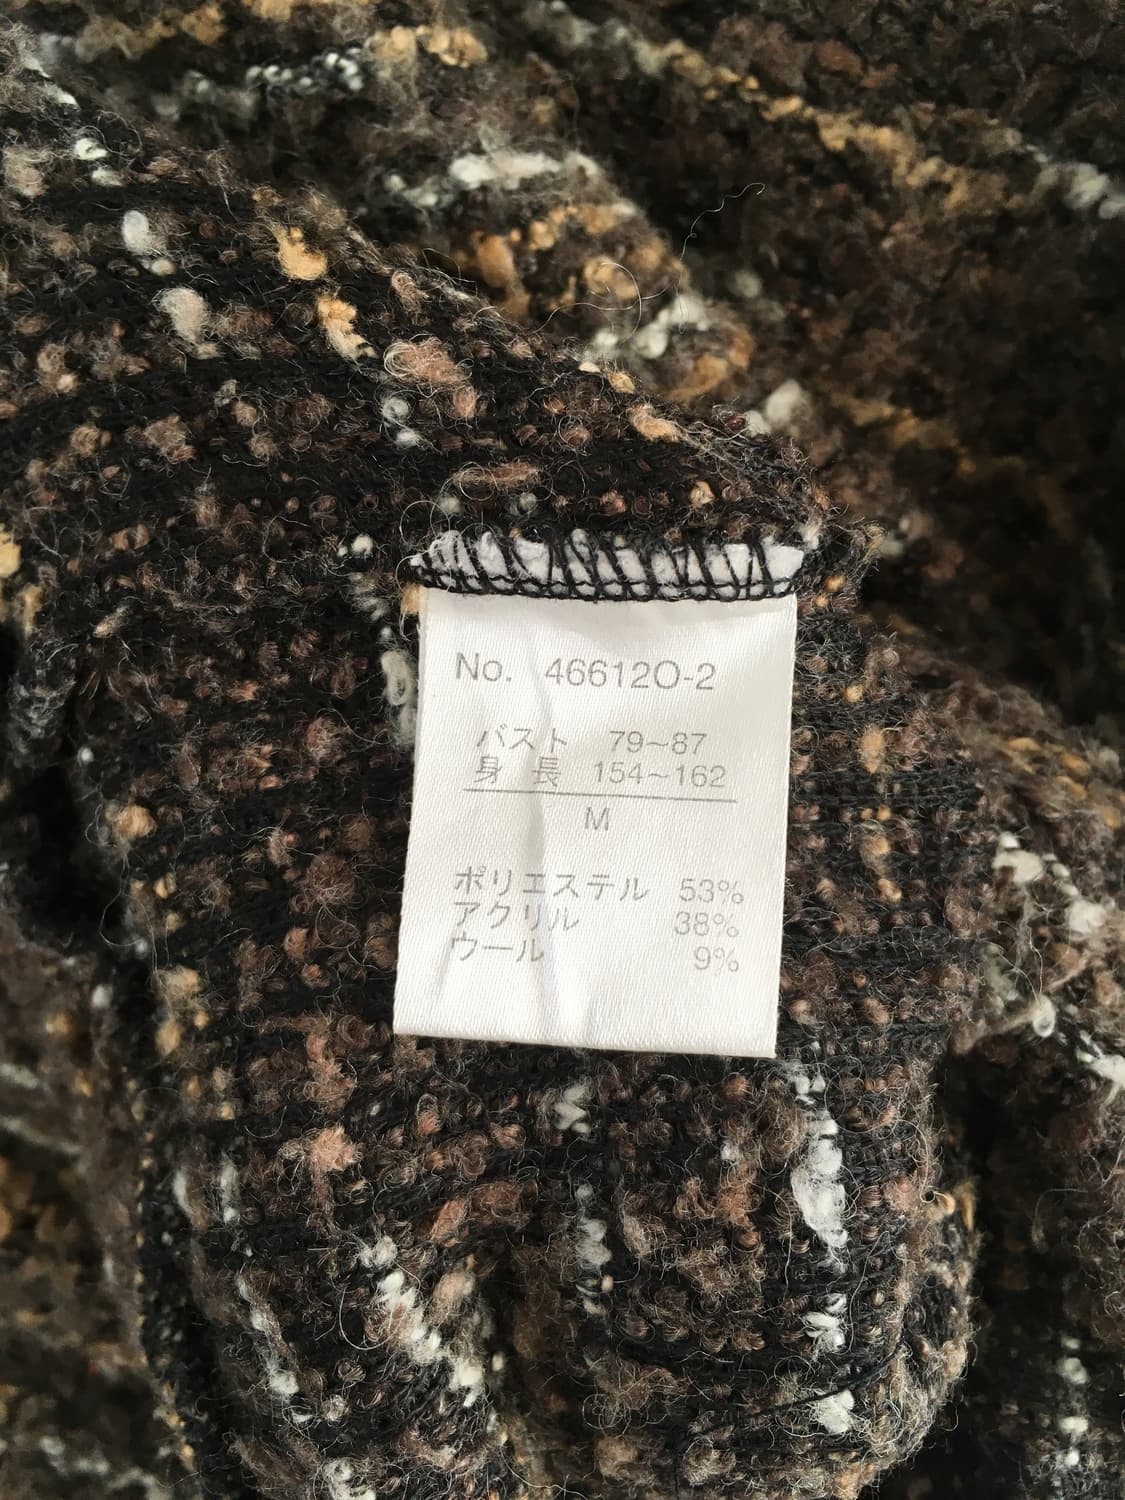 No. 466120-2
バスト 79~87
身長 154~162
M
ポリエステル 53%
アクリル 38%
ウール 9%